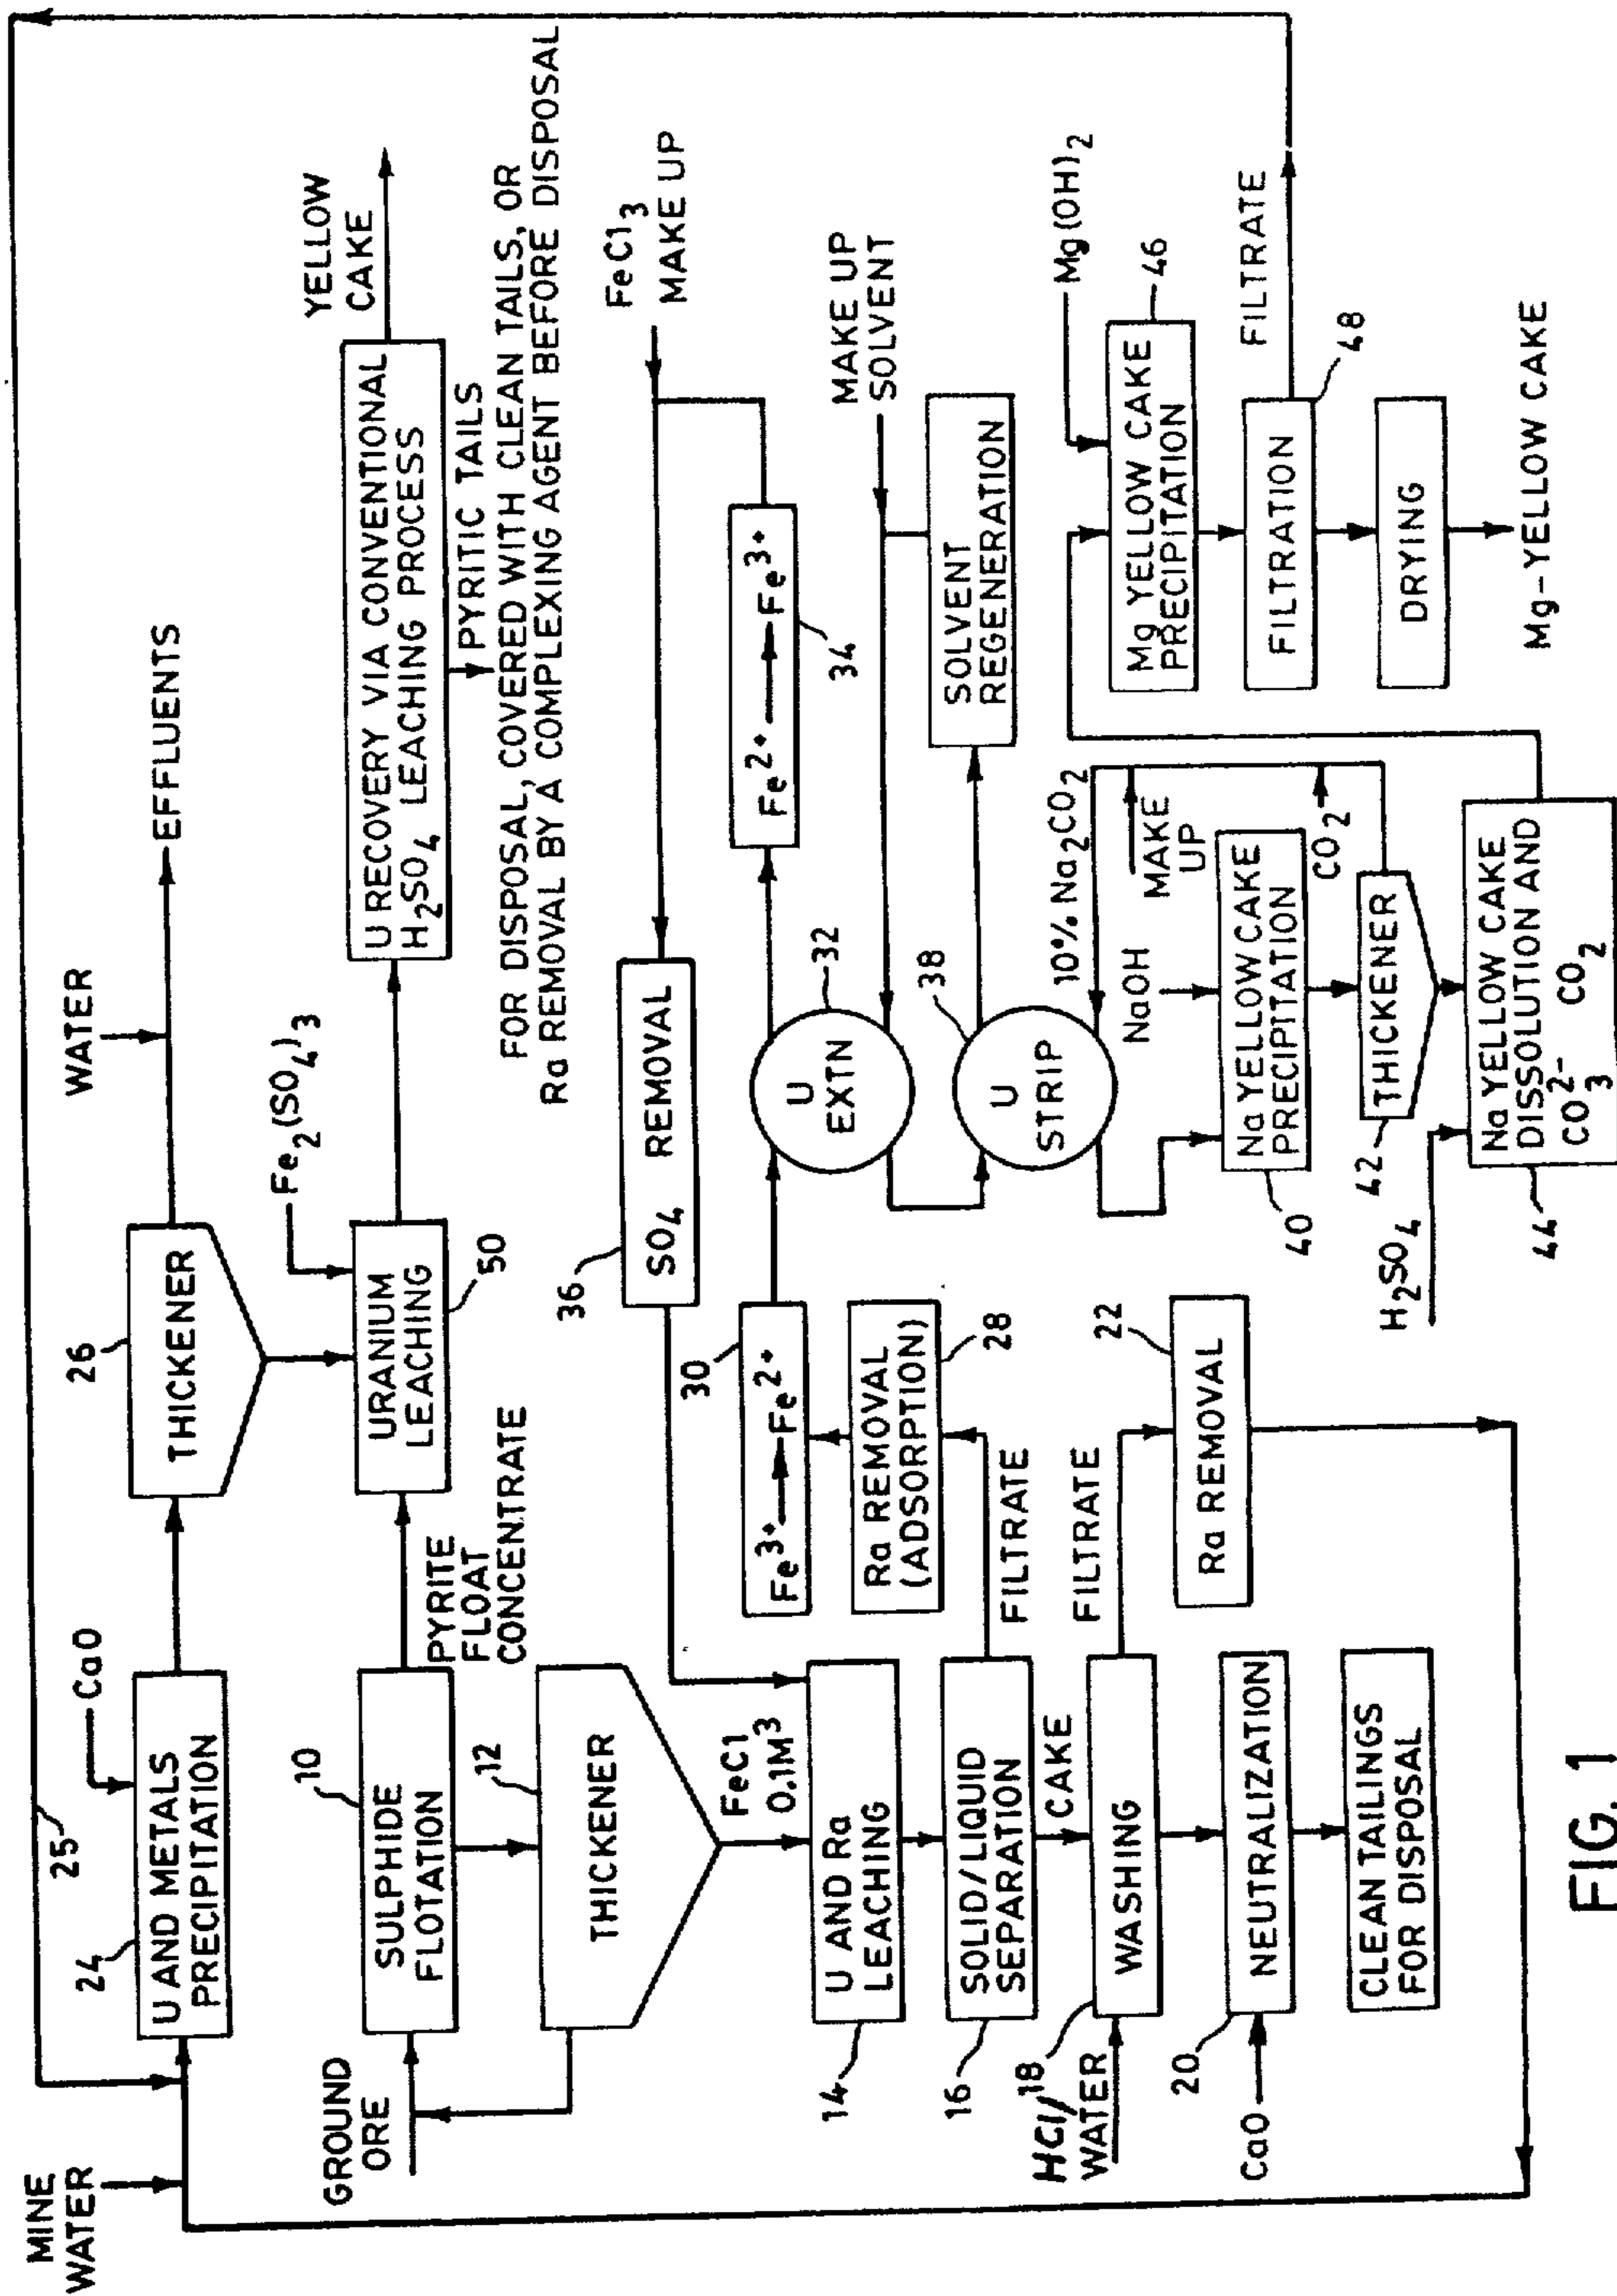 MINE
WATER
25
24
CaO
U AND METALS
PRECIPITATION
26
THICKENER
WATER
EFFLUENTS
GROUND
ORE
10
SULPHIDE
FLOTATION
PYRITE
FLOAT
CONCENTRATE
Fe2(SO4)3
URANIUM
LEACHING
50
U RECOVERY VIA CONVENTIONAL
H2SO4 LEACHING PROCESS
YELLOW
CAKE
PYRITIC TAILS
FOR DISPOSAL, COVERED WITH CLEAN TAILS, OR
Ra REMOVAL BY A COMPLEXING AGENT BEFORE DISPOSAL
12
THICKENER
FeCl3
0.1M
14
U AND Ra
LEACHING
36
SO4 REMOVAL
FeCl3
MAKE UP
16
SOLID/LIQUID
SEPARATION
FILTRATE
28
Ra REMOVAL
(ADSORPTION)
30
Fe3+ Fe2+
U
EXTN
32
Fe2+ Fe3+
34
CAKE
HCl/
WATER
18
WASHING
FILTRATE
22
Ra REMOVAL
20
CaO
NEUTRALIZATION
CLEAN TAILINGS
FOR DISPOSAL
MAKE UP
SOLVENT
SOLVENT
REGENERATION
38
U
STRIP
10% Na2CO2
MAKE
UP
NaOH
Na YELLOW CAKE
PRECIPITATION
40
CO2
42
THICKENER
H2SO4
44
Na YELLOW CAKE
DISSOLUTION AND
CO3 2- CO2
Mg(OH)2
Mg YELLOW CAKE
PRECIPITATION
46
FILTRATION
48
FILTRATE
DRYING
Mg-YELLOW CAKE
FIG. 1